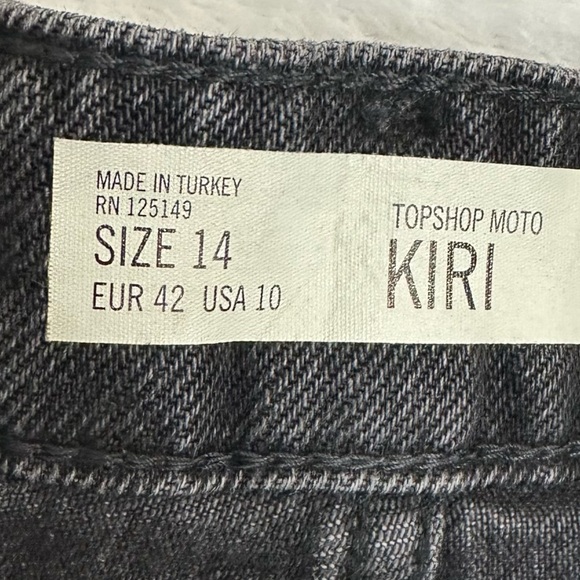 MADE IN TURKEY
RN 125149
SIZE 14
EUR 42 USA 10
TOPSHOP MOTO
KIRI